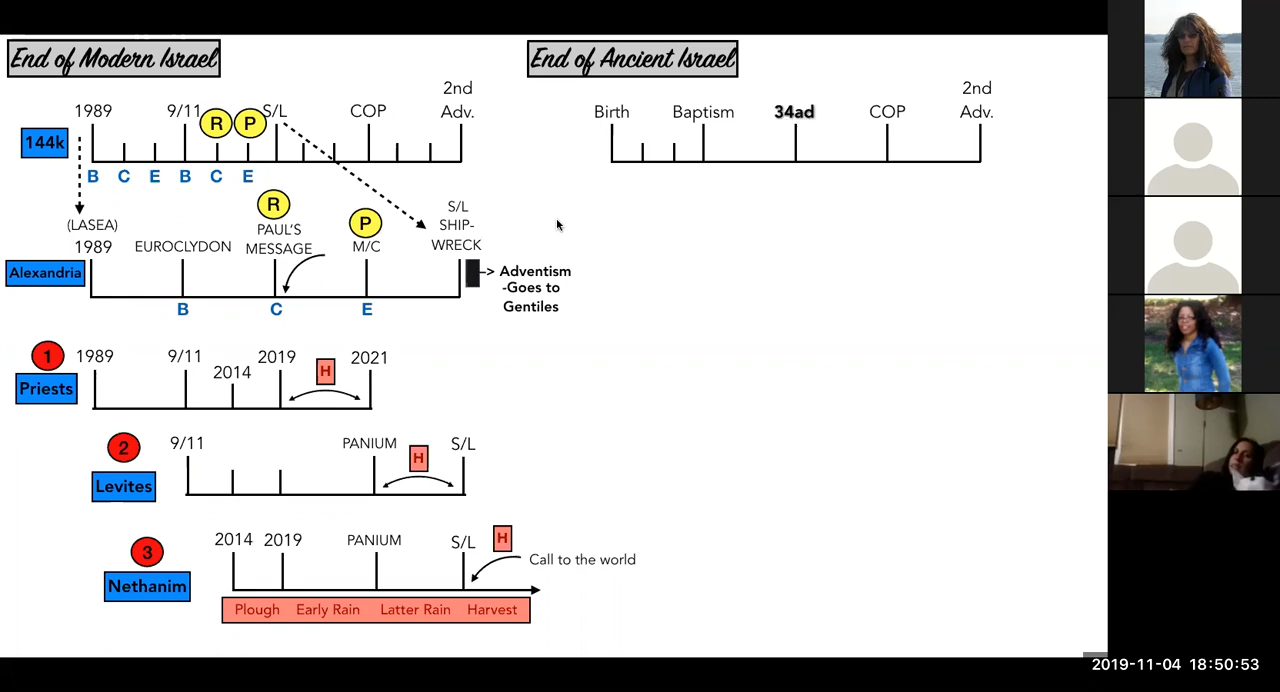 End of Modern Israel
End of Ancient Israel
1989 9/11 R P S/L COP 2nd Adv.
144k
B C E B C E
Birth Baptism 34ad COP 2nd Adv.
(LASEA)
1989
EUROCLYDON
R
PAUL'S
MESSAGE
P
M/C
S/L
SHIP-
WRECK
Alexandria
B C E
-> Adventism
-Goes to
Gentiles
1
Priests
1989 9/11 2014 2019 H 2021
2
Levites
9/11 PANIUM H S/L
3
Nethanim
2014 2019 PANIUM S/L H
Call to the world
Plough Early Rain Latter Rain Harvest
2019-11-04 18:50:53